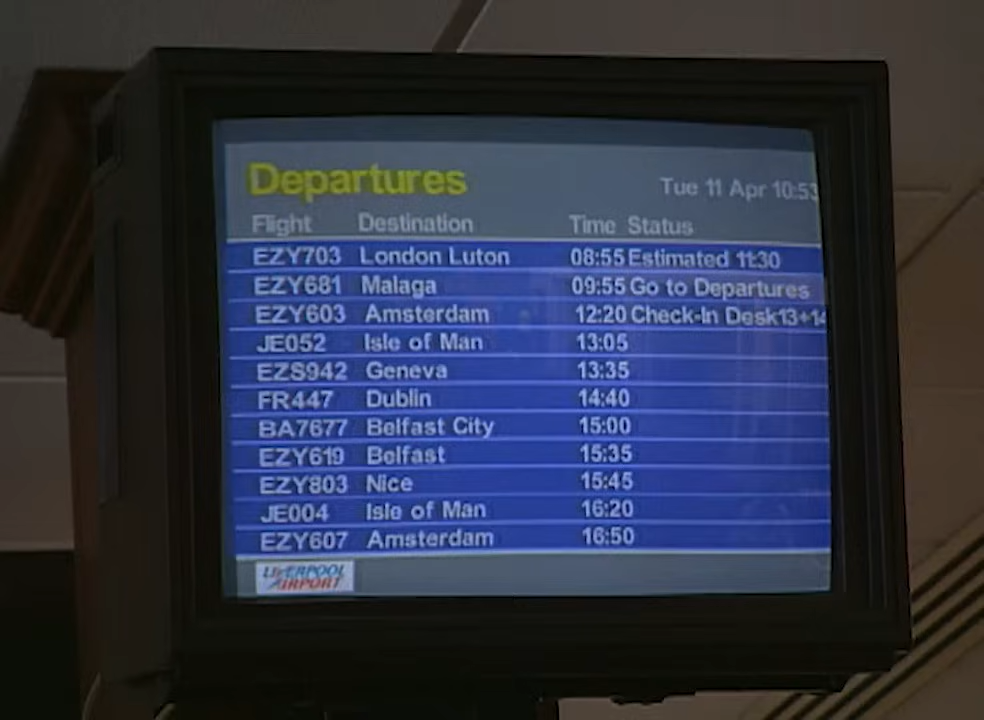 Departures
Tue 11 Apr 10:53
Flight Destination Time Status
EZY703 London Luton 08:55 Estimated 11:30
EZY681 Malaga 09:55 Go to Departures
EZY603 Amsterdam 12:20 Check-In Desk13+14
JE052 Isle of Man 13:05
EZS942 Geneva 13:35
FR447 Dublin 14:40
BA7677 Belfast City 15:00
EZY619 Belfast 15:35
EZY803 Nice 15:45
JE004 Isle of Man 16:20
EZY607 Amsterdam 16:50
LIVERPOOL
AIRPORT